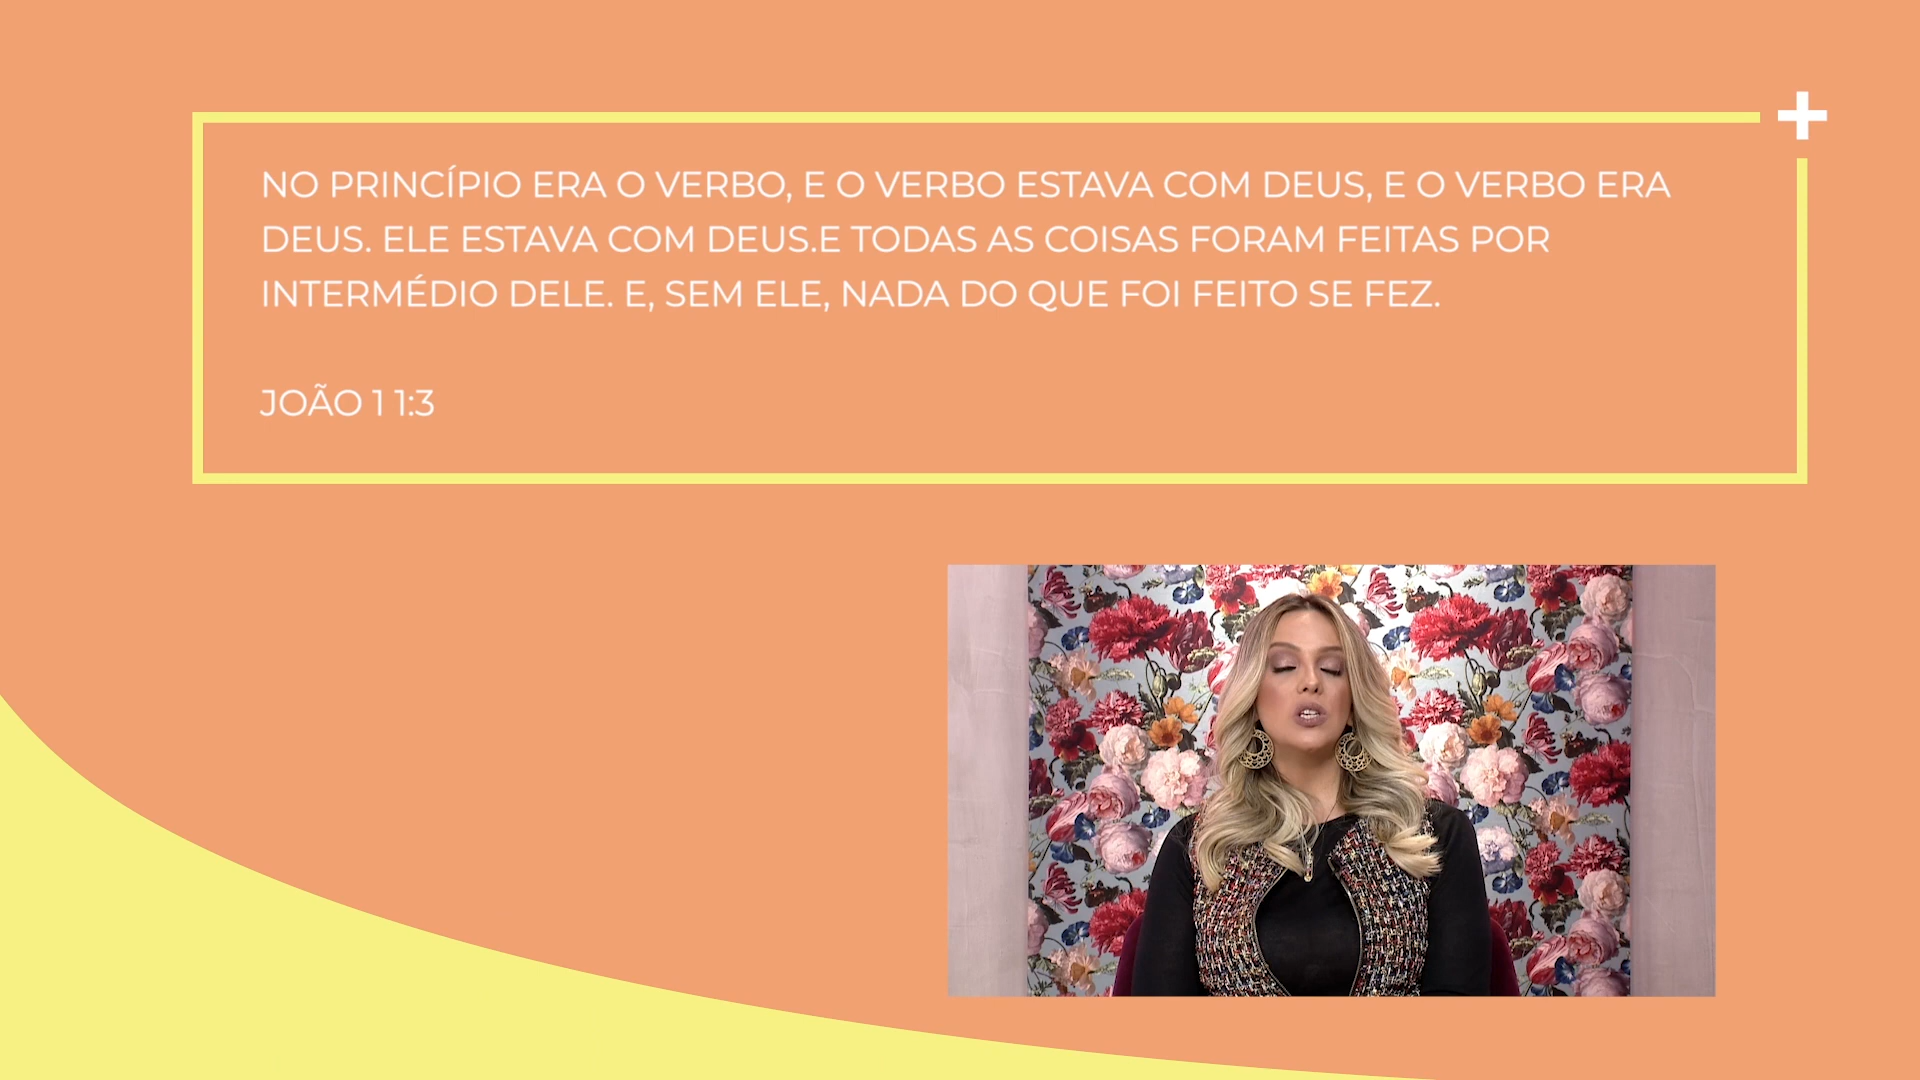 NO PRINCÍPIO ERA O VERBO, E O VERBO ESTAVA COM DEUS, E O VERBO ERA
DEUS. ELE ESTAVA COM DEUS.E TODAS AS COISAS FORAM FEITAS POR
INTERMÉDIO DELE. E, SEM ELE, NADA DO QUE FOI FEITO SE FEZ.
JOÃO 1 1:3